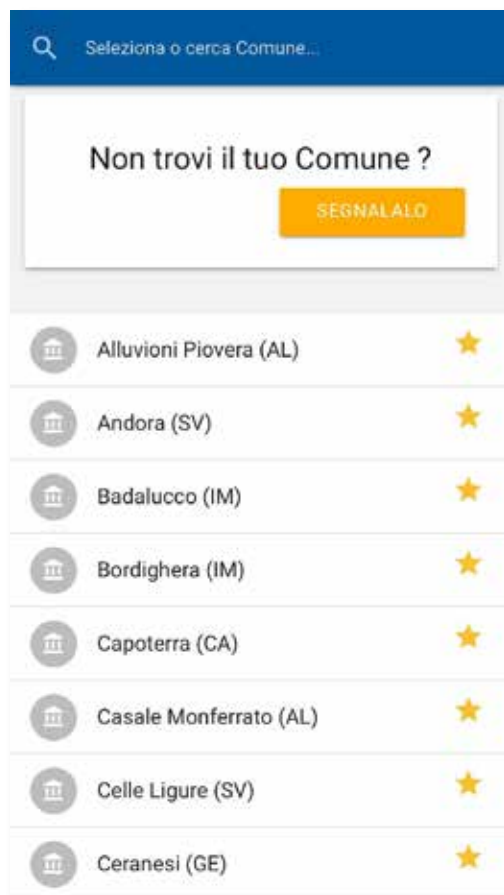 Seleziona o cerca Comune...
Non trovi il tuo Comune ?
SEGNALALO
Alluvioni Piovera (AL)
Andora (SV)
Badalucco (IM)
Bordighera (IM)
Capoterra (CA)
Casale Monferrato (AL)
Celle Ligure (SV)
Ceranesi (GE)